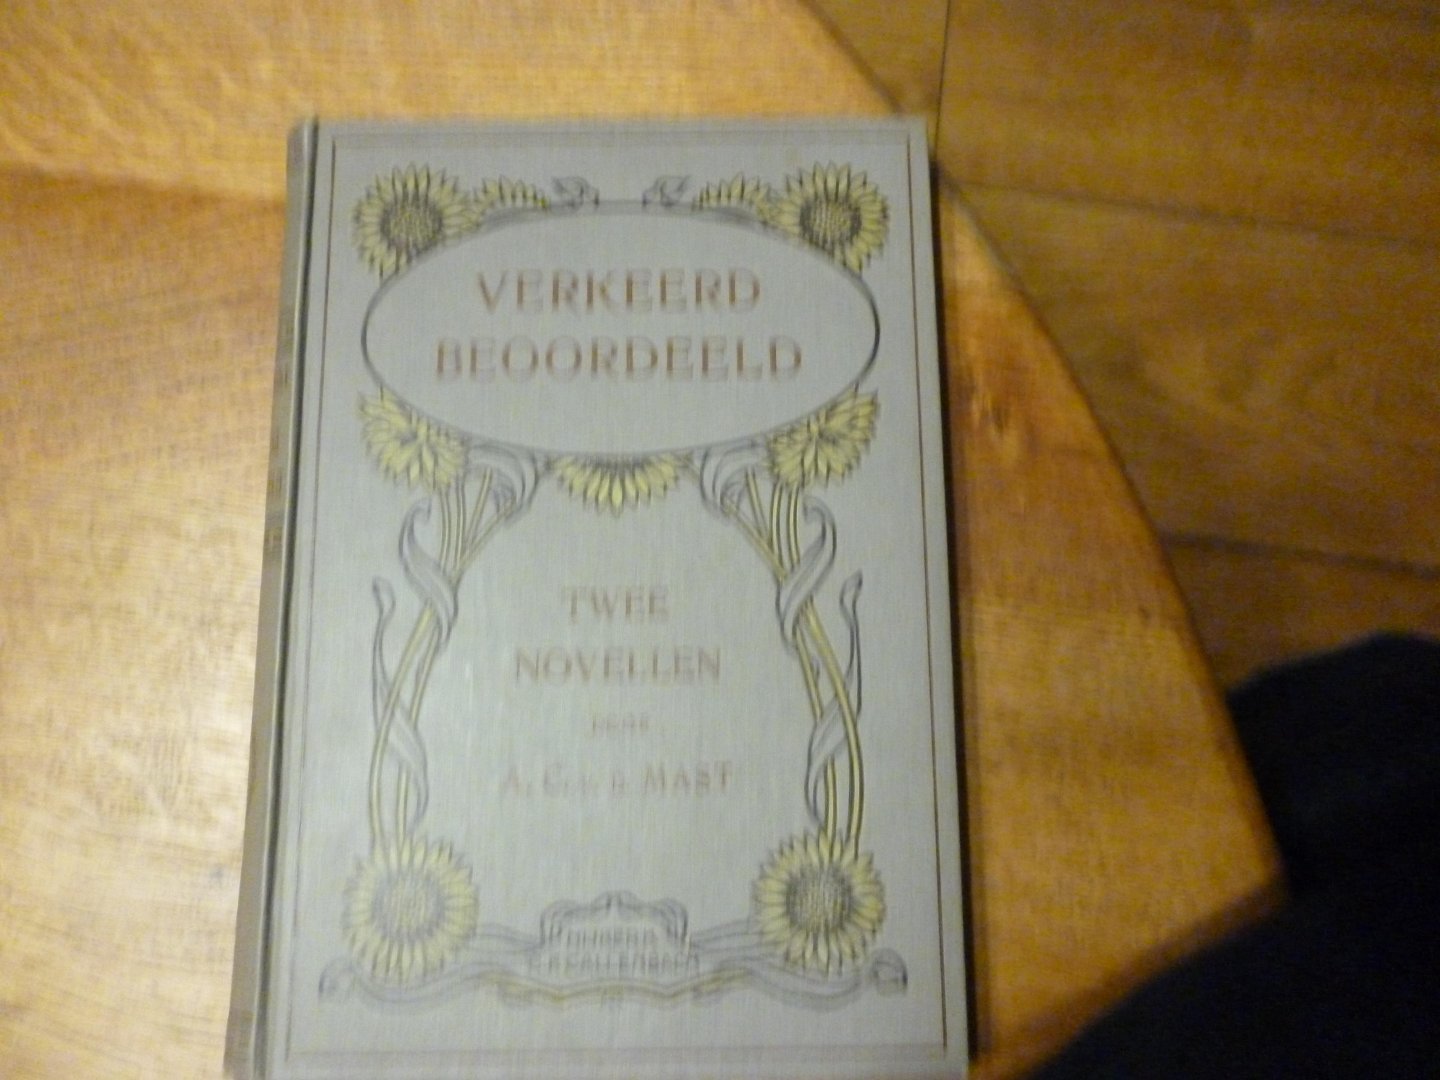 VERKEERD
BEOORDEELD
TWEE
NOVELLEN
DOOR
A. C. v. D. MAST